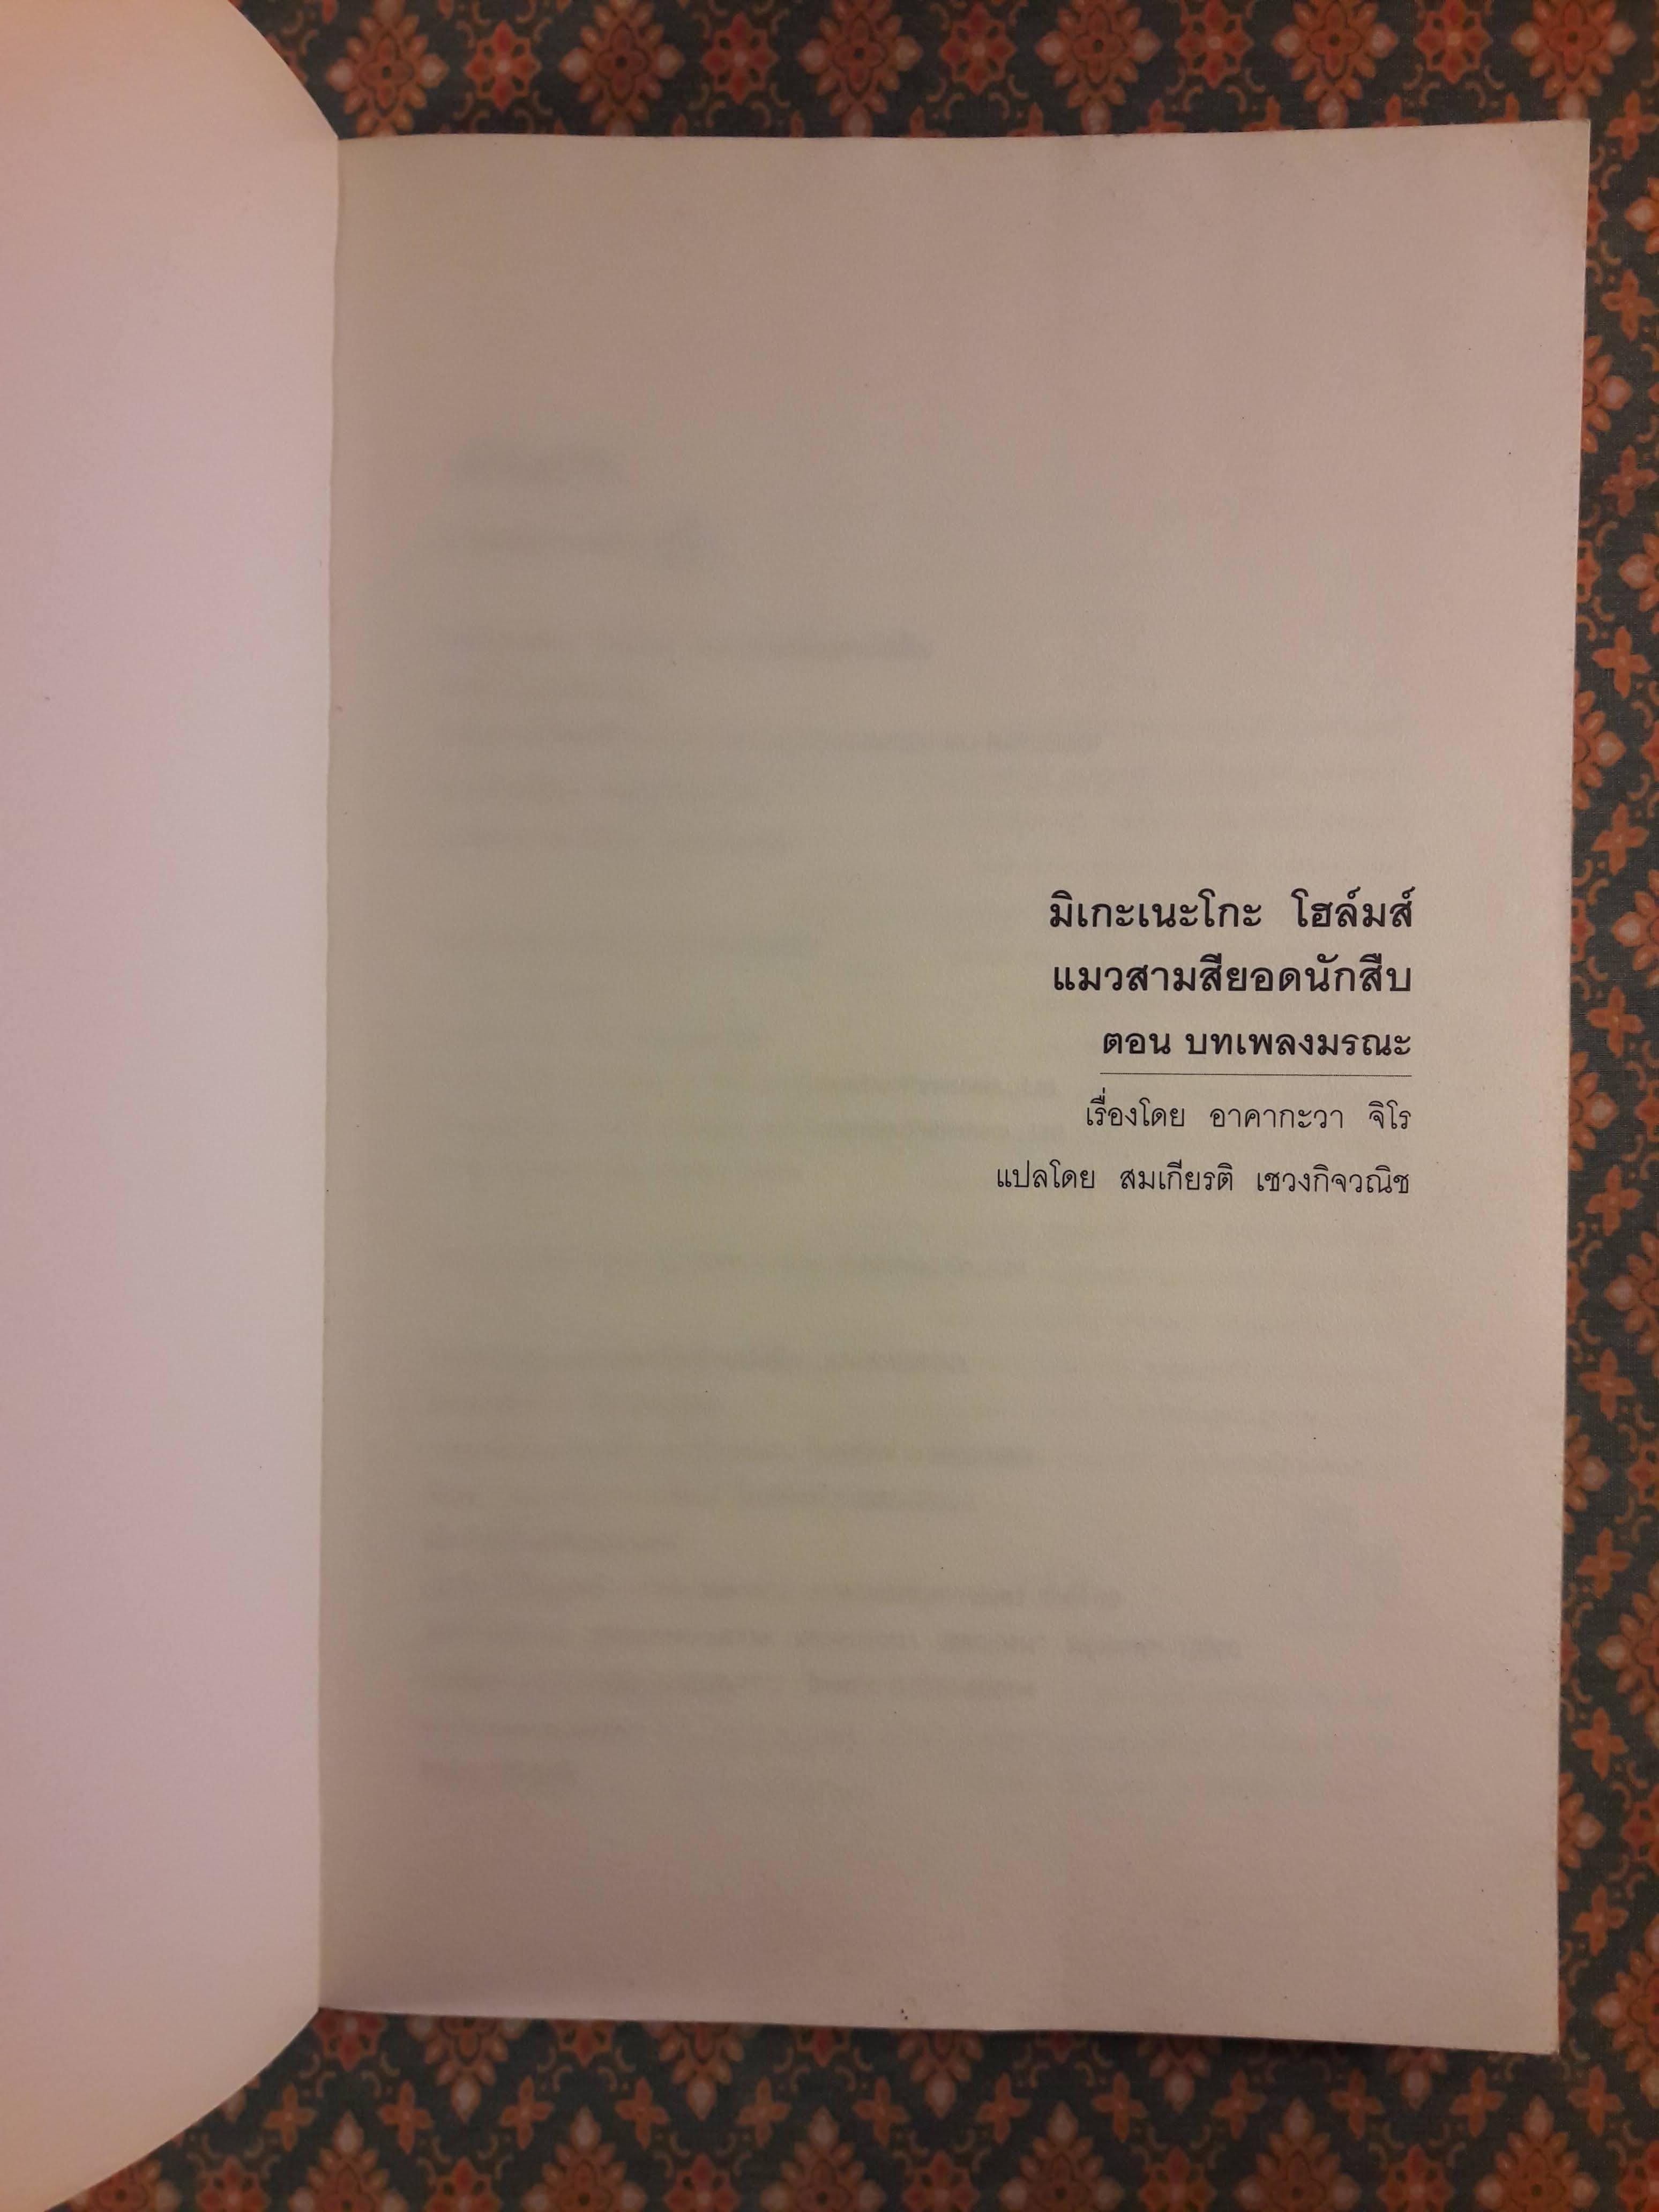 มิเกะเนะโกะ โฮล์มส์
แมวสามสียอดนักสืบ
ตอน บทเพลงมรณะ
เรื่องโดย อาคากะวา จิโร
แปลโดย สมเกียรติ เชวงกิจวณิช